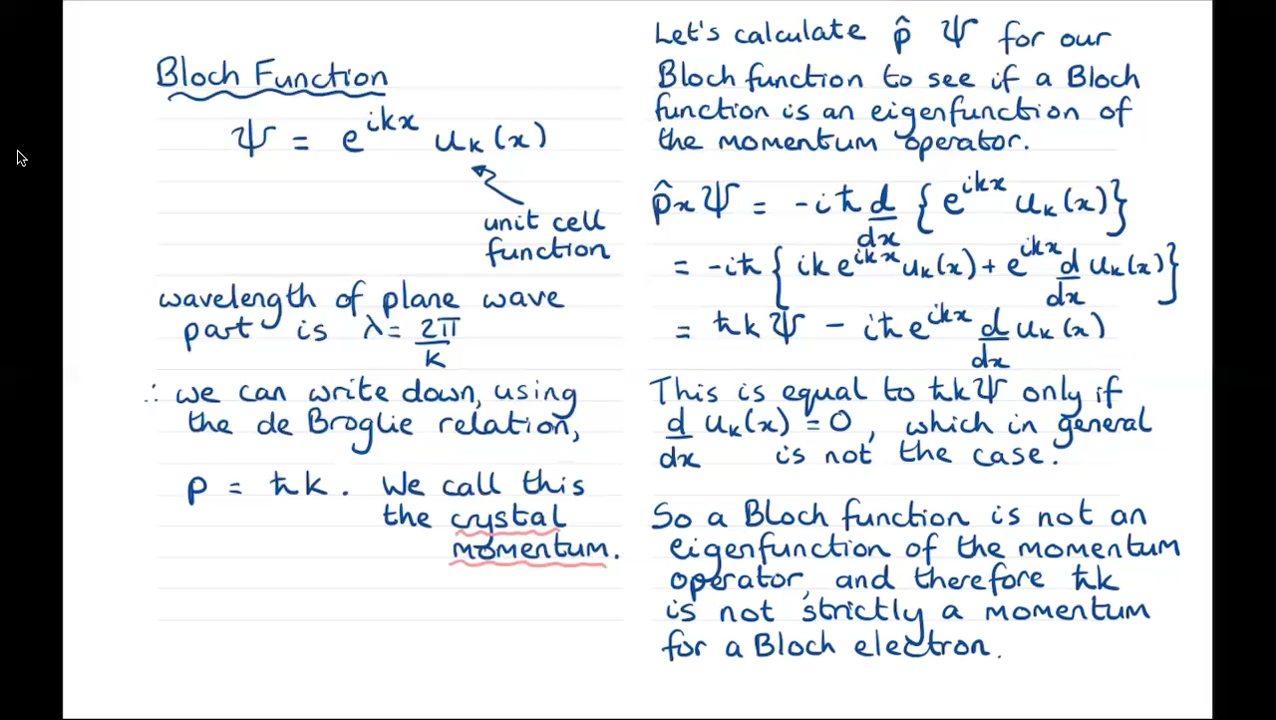 Bloch Function
Ψ = e^{ikx} u_k(x)
unit cell
function
wavelength of plane wave
part is λ = 2π/k
∴ we can write down, using
the de Broglie relation,
p = ħk. We call this
the crystal
momentum.
Let's calculate p̂ Ψ for our
Bloch function to see if a Bloch
function is an eigenfunction of
the momentum operator.
p̂x Ψ = -iħ d/dx { e^{ikx} u_k(x) }
= -iħ { ik e^{ikx} u_k(x) + e^{ikx} d/dx u_k(x) }
= ħk Ψ - iħ e^{ikx} d/dx u_k(x)
This is equal to ħkΨ only if
d/dx u_k(x) = 0, which in general
is not the case.
So a Bloch function is not an
eigenfunction of the momentum
operator, and therefore ħk
is not strictly a momentum
for a Bloch electron.